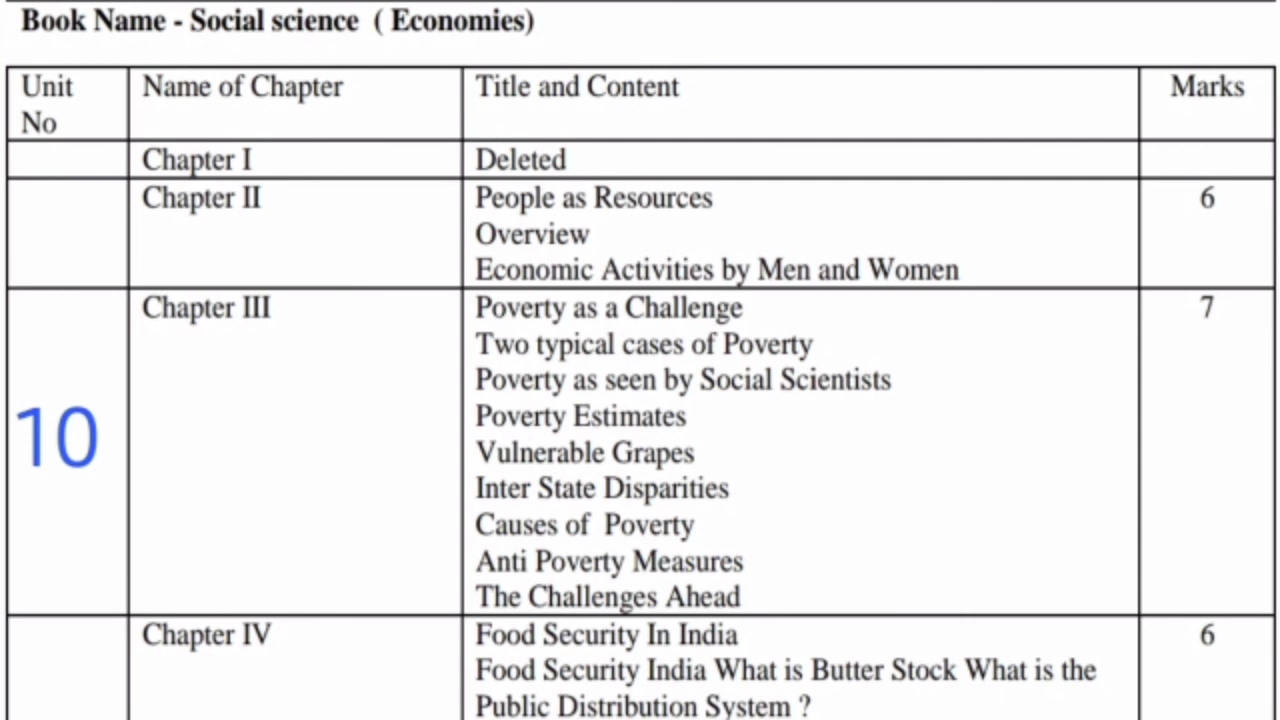 Book Name - Social science ( Economies)
Unit No
Name of Chapter
Title and Content
Marks
Chapter I
Deleted
Chapter II
People as Resources
6
Overview
Economic Activities by Men and Women
Chapter III
Poverty as a Challenge
7
Two typical cases of Poverty
Poverty as seen by Social Scientists
Poverty Estimates
10
Vulnerable Grapes
Inter State Disparities
Causes of Poverty
Anti Poverty Measures
The Challenges Ahead
Chapter IV
Food Security In India
6
Food Security India What is Butter Stock What is the
Public Distribution System ?